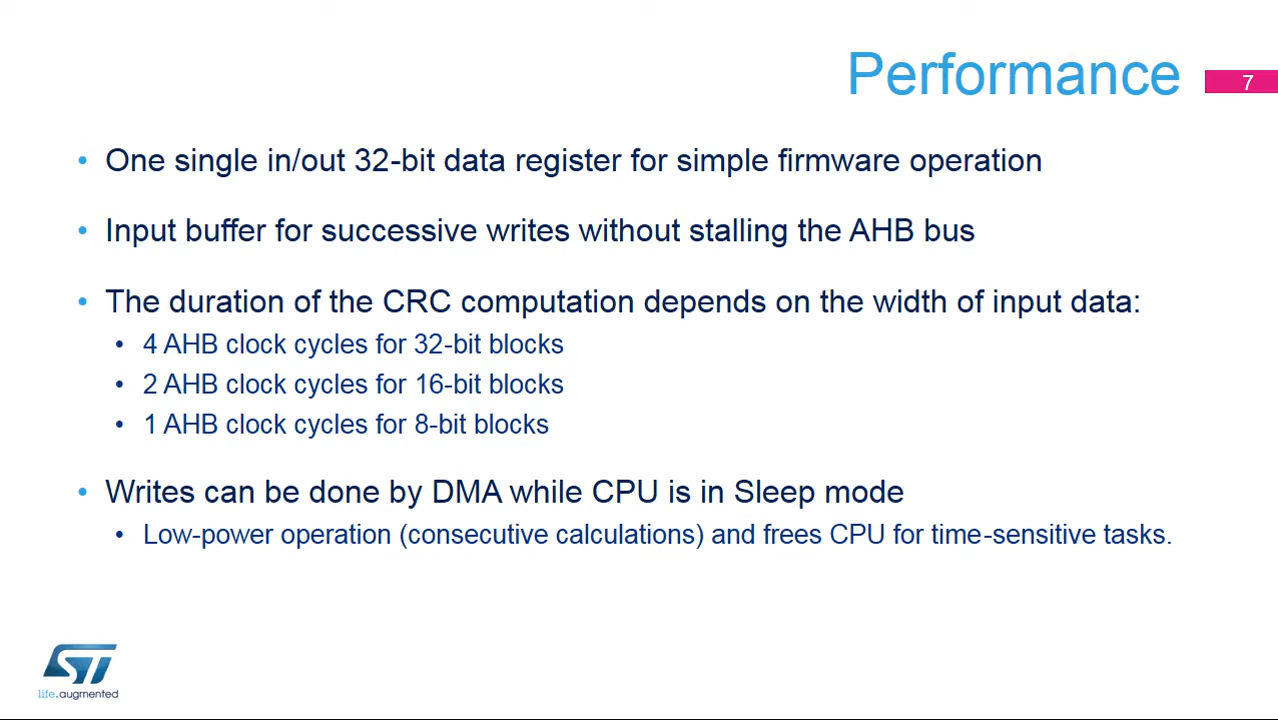 Performance
7
• One single in/out 32-bit data register for simple firmware operation
• Input buffer for successive writes without stalling the AHB bus
• The duration of the CRC computation depends on the width of input data:
• 4 AHB clock cycles for 32-bit blocks
• 2 AHB clock cycles for 16-bit blocks
• 1 AHB clock cycles for 8-bit blocks
• Writes can be done by DMA while CPU is in Sleep mode
• Low-power operation (consecutive calculations) and frees CPU for time-sensitive tasks.
ST
life.augmented